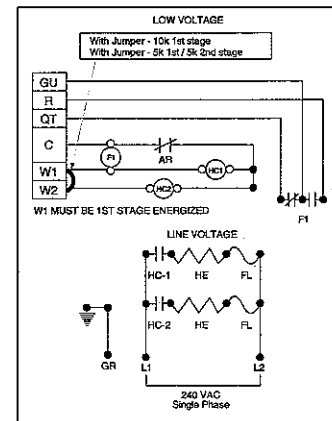 LOW VOLTAGE
With Jumper - 10k 1st stage
With Jumper - 5k 1st / 5k 2nd stage
GU
R
QT
C
F1
AR
W1
HC1
W2
HC2
F1
W1 MUST BE 1ST STAGE ENERGIZED
LINE VOLTAGE
HC-1 HE FL
HC-2 HE FL
GR
L1 L2
240 VAC
Single Phase